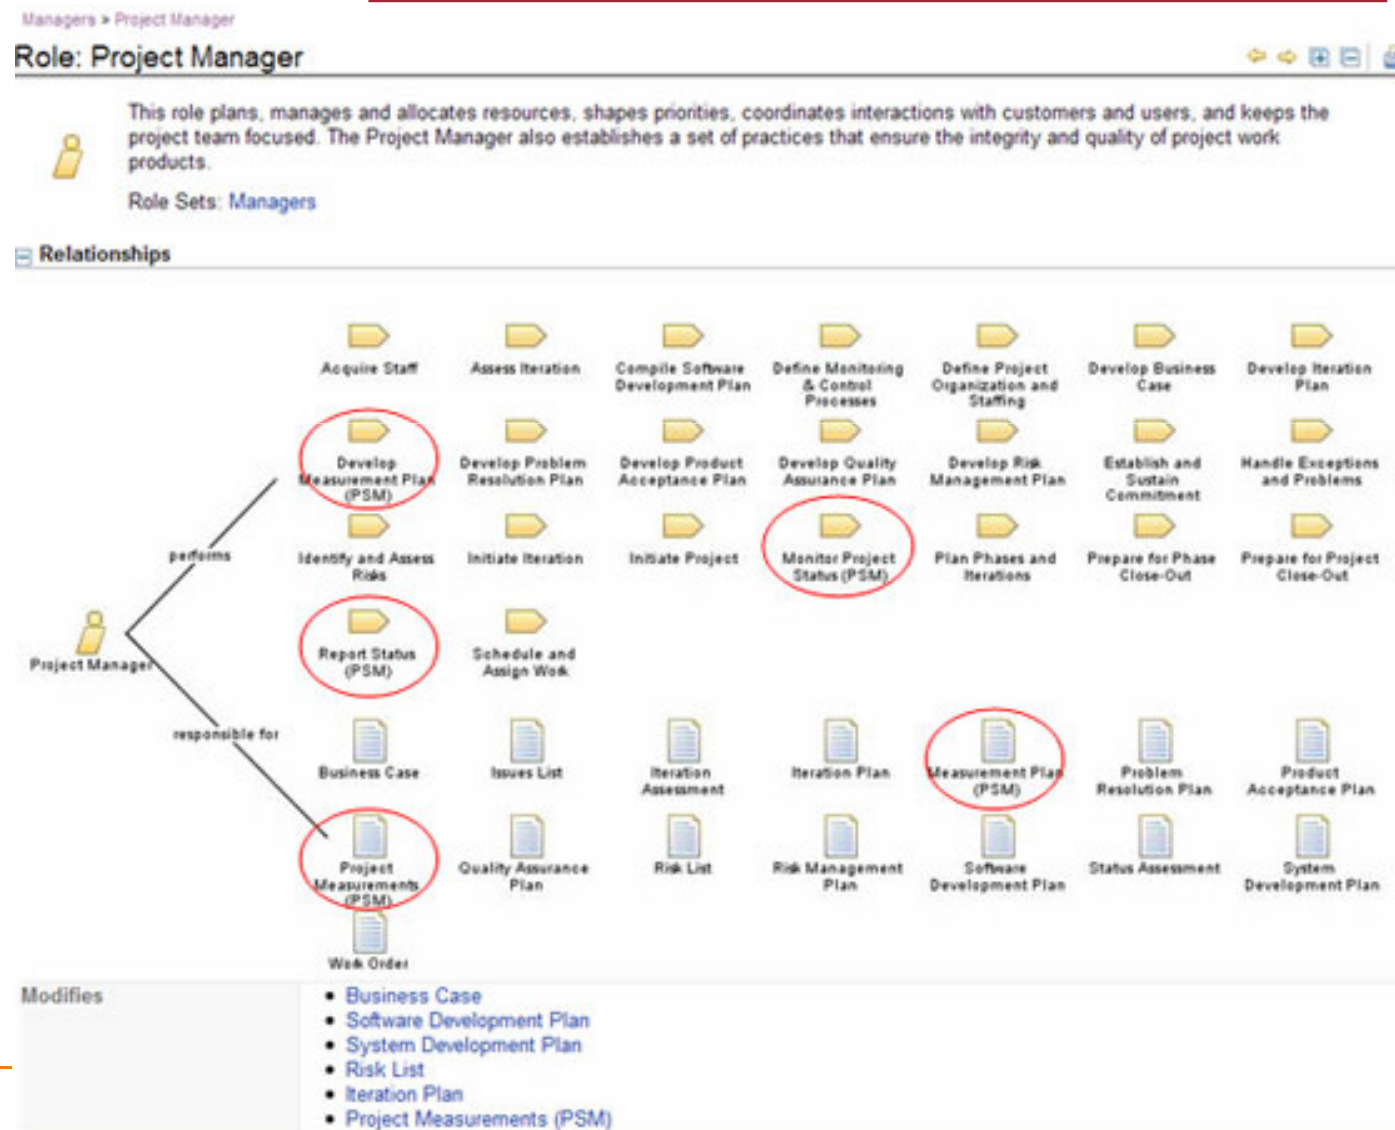 Managers > Project Manager
Role: Project Manager
This role plans, manages and allocates resources, shapes priorities, coordinates interactions with customers and users, and keeps the
project team focused. The Project Manager also establishes a set of practices that ensure the integrity and quality of project work
products.
Role Sets: Managers
Relationships
Acquire Staff
Assess Iteration
Compile Software
Development Plan
Define Monitoring
& Control
Processes
Define Project
Organization and
Staffing
Develop Business
Case
Develop Iteration
Plan
Develop
Measurement Plan
(PSM)
Develop Problem
Resolution Plan
Develop Product
Acceptance Plan
Develop Quality
Assurance Plan
Develop Risk
Management Plan
Establish and
Sustain
Commitment
Handle Exceptions
and Problems
performs
Identify and Assess
Risks
Initiate Iteration
Initiate Project
Monitor Project
Status (PSM)
Plan Phases and
Iterations
Prepare for Phase
Close-Out
Prepare for Project
Close-Out
Project Manager
Report Status
(PSM)
Schedule and
Assign Work
responsible for
Business Case
Issues List
Iteration
Assessment
Iteration Plan
Measurement Plan
(PSM)
Problem
Resolution Plan
Product
Acceptance Plan
Project
Measurements
(PSM)
Quality Assurance
Plan
Risk List
Risk Management
Plan
Software
Development Plan
Status Assessment
System
Development Plan
Work Order
Modifies
• Business Case
• Software Development Plan
• System Development Plan
• Risk List
• Iteration Plan
• Project Measurements (PSM)